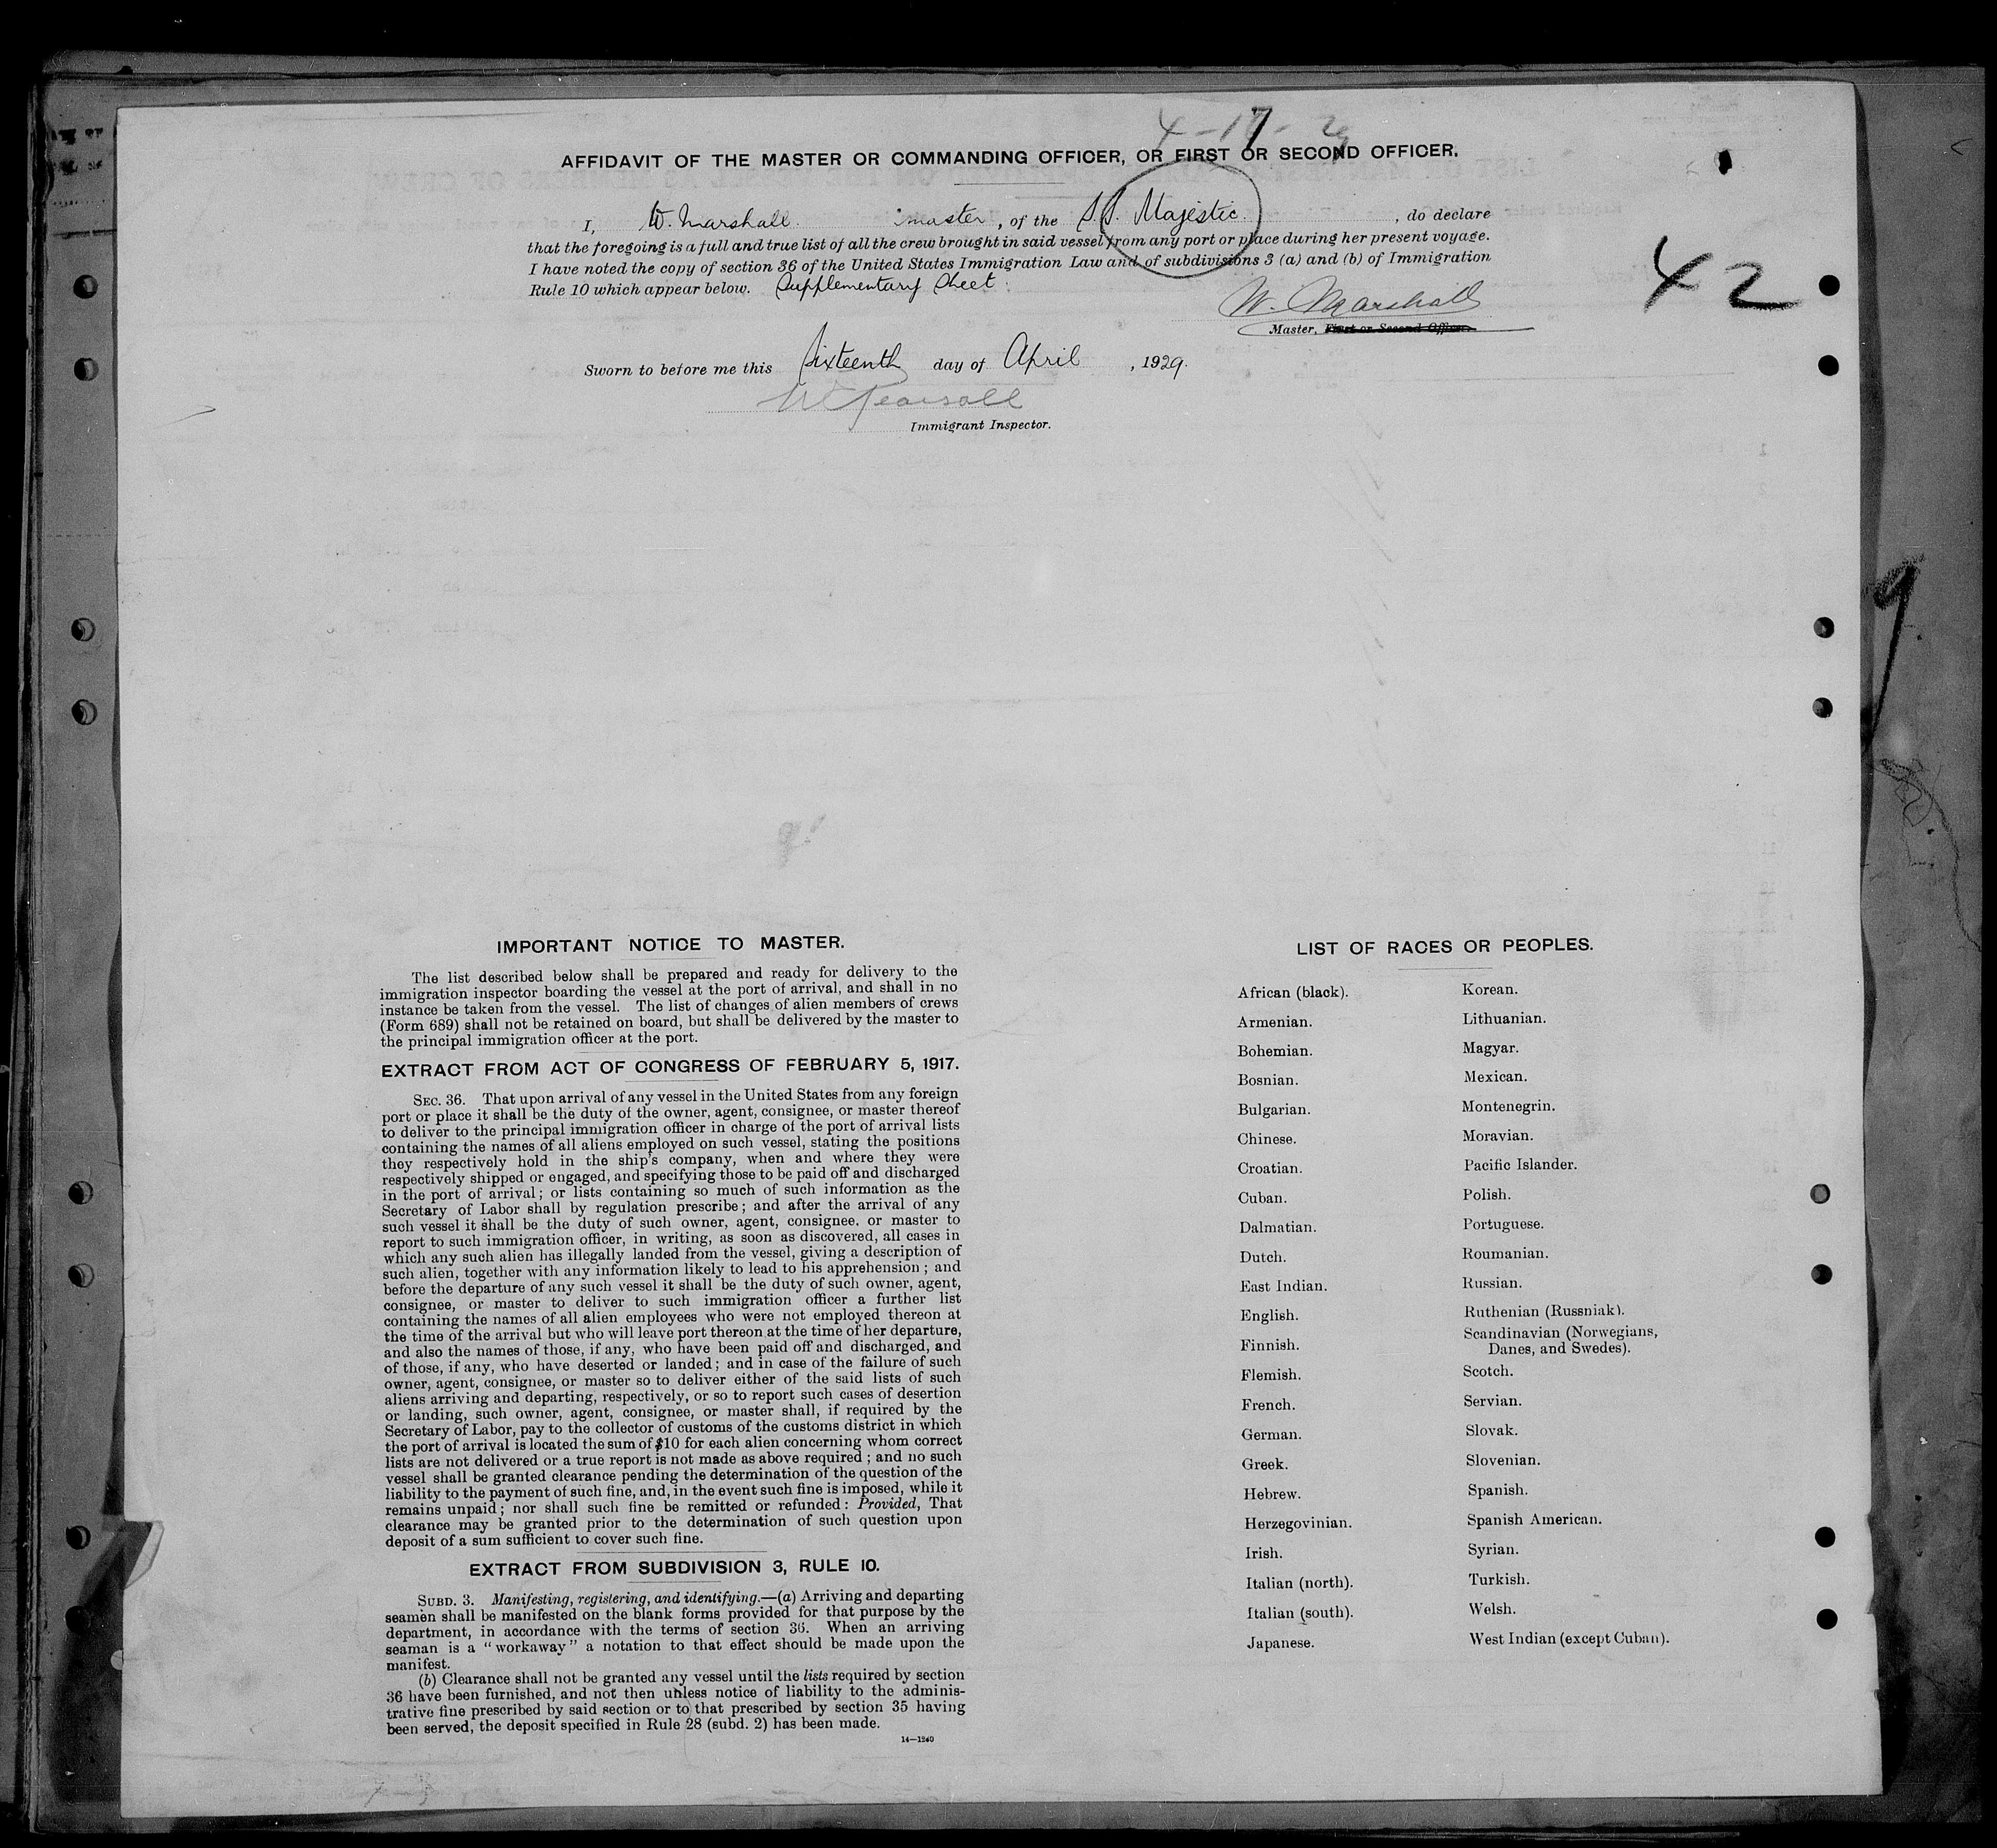 4-17-29
AFFIDAVIT OF THE MASTER OR COMMANDING OFFICER, OR FIRST OR SECOND OFFICER.
I, W. Marshall master, of the S.S. Majestic, do declare
that the foregoing is a full and true list of all the crew brought in said vessel from any port or place during her present voyage.
I have noted the copy of section 36 of the United States Immigration Law and of subdivisions 3 (a) and (b) of Immigration
Rule 10 which appear below. Supplementary Sheet
42
W. Marshall
Master, First or Second Officer.
Sworn to before me this Sixteenth day of April, 1929.
Immigrant Inspector.
9
IMPORTANT NOTICE TO MASTER.
The list described below shall be prepared and ready for delivery to the
immigration inspector boarding the vessel at the port of arrival, and shall in no
instance be taken from the vessel. The list of changes of alien members of crews
(Form 689) shall not be retained on board, but shall be delivered by the master to
the principal immigration officer at the port.
EXTRACT FROM ACT OF CONGRESS OF FEBRUARY 5, 1917.
SEC. 36. That upon arrival of any vessel in the United States from any foreign
port or place it shall be the duty of the owner, agent, consignee, or master thereof
to deliver to the principal immigration officer in charge of the port of arrival lists
containing the names of all aliens employed on such vessel, stating the positions
they respectively hold in the ship's company, when and where they were
respectively shipped or engaged, and specifying those to be paid off and discharged
in the port of arrival; or lists containing so much of such information as the
Secretary of Labor shall by regulation prescribe; and after the arrival of any
such vessel it shall be the duty of such owner, agent, consignee, or master to
report to such immigration officer, in writing, as soon as discovered, all cases in
which any such alien has illegally landed from the vessel, giving a description of
such alien, together with any information likely to lead to his apprehension; and
before the departure of any such vessel it shall be the duty of such owner, agent,
consignee, or master to deliver to such immigration officer a further list
containing the names of all alien employees who were not employed thereon at
the time of the arrival but who will leave port thereon at the time of her departure,
and also the names of those, if any, who have been paid off and discharged, and
of those, if any, who have deserted or landed; and in case of the failure of such
owner, agent, consignee, or master so to deliver either of the said lists of such
aliens arriving and departing, respectively, or so to report such cases of desertion
or landing, such owner, agent, consignee, or master shall, if required by the
Secretary of Labor, pay to the collector of customs of the customs district in which
the port of arrival is located the sum of $10 for each alien concerning whom correct
lists are not delivered or a true report is not made as above required; and no such
vessel shall be granted clearance pending the determination of the question of the
liability to the payment of such fine, and, in the event such fine is imposed, while it
remains unpaid; nor shall such fine be remitted or refunded: Provided, That
clearance may be granted prior to the determination of such question upon
deposit of a sum sufficient to cover such fine.
EXTRACT FROM SUBDIVISION 3, RULE 10.
SUBD. 3. Manifesting, registering, and identifying.—(a) Arriving and departing
seamen shall be manifested on the blank forms provided for that purpose by the
department, in accordance with the terms of section 36. When an arriving
seaman is a "workaway" a notation to that effect should be made upon the
manifest.
(b) Clearance shall not be granted any vessel until the lists required by section
36 have been furnished, and not then unless notice of liability to the adminis-
trative fine prescribed by said section or to that prescribed by section 35 having
been served, the deposit specified in Rule 28 (subd. 2) has been made.
14—1240
LIST OF RACES OR PEOPLES.
African (black).
Armenian.
Bohemian.
Bosnian.
Bulgarian.
Chinese.
Croatian.
Cuban.
Dalmatian.
Dutch.
East Indian.
English.
Finnish.
Flemish.
French.
German.
Greek.
Hebrew.
Herzegovinian.
Irish.
Italian (north).
Italian (south).
Japanese.
Korean.
Lithuanian.
Magyar.
Mexican.
Montenegrin.
Moravian.
Pacific Islander.
Polish.
Portuguese.
Roumanian.
Russian.
Ruthenian (Russniak).
Scandinavian (Norwegians,
Danes, and Swedes).
Scotch.
Servian.
Slovak.
Slovenian.
Spanish.
Spanish American.
Syrian.
Turkish.
Welsh.
West Indian (except Cuban).